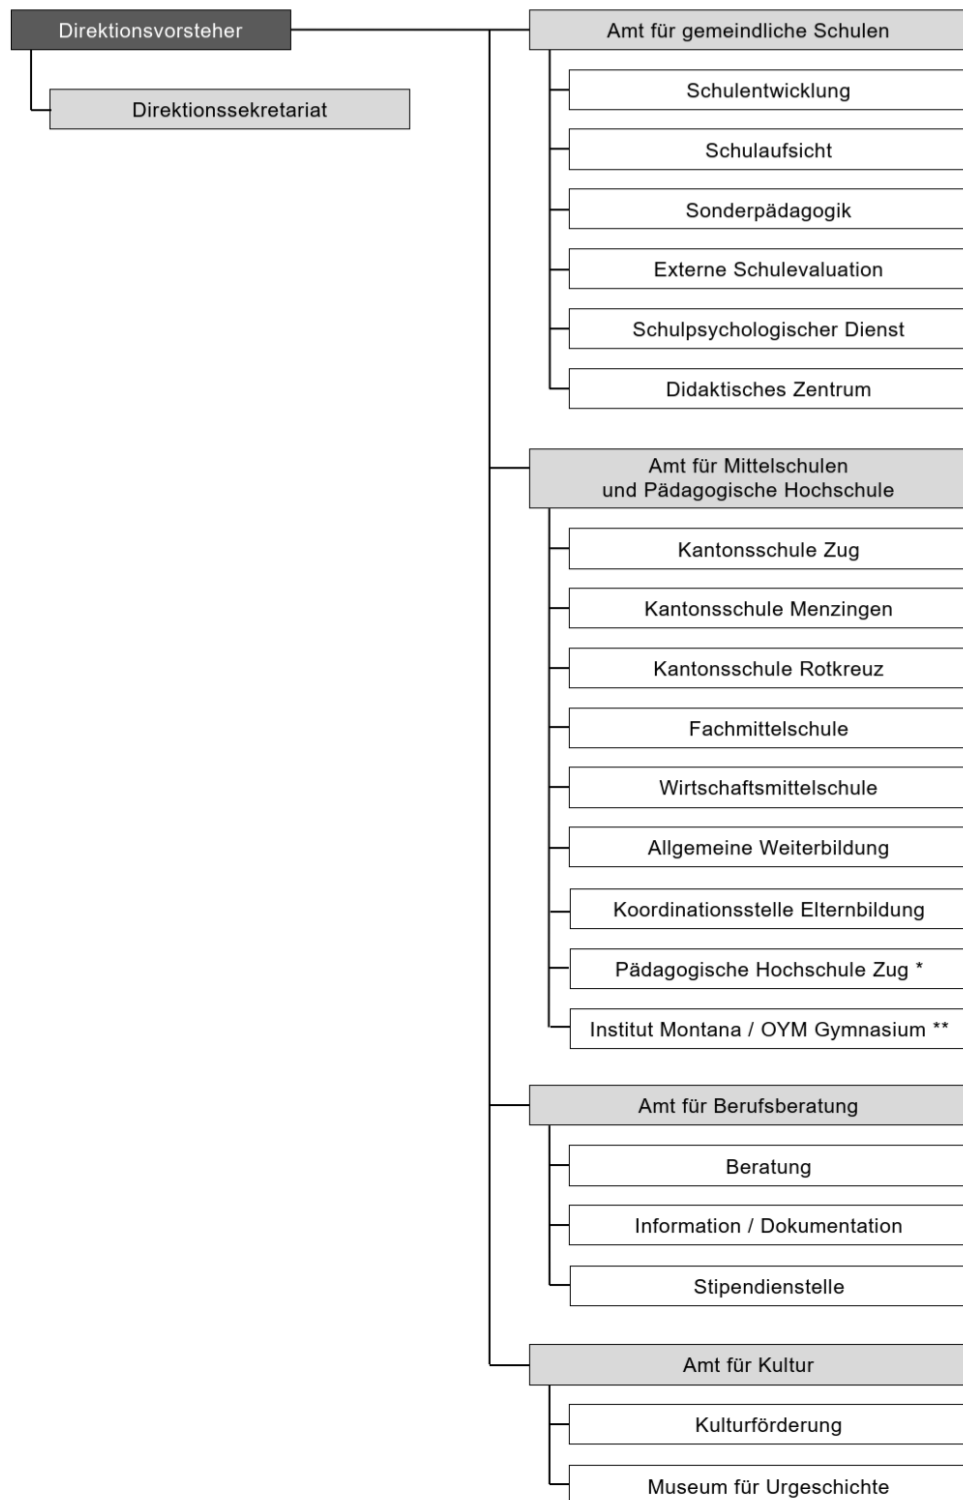 Direktionsvorsteher
Direktionssekretariat
Amt für gemeindliche Schulen
Schulentwicklung
Schulaufsicht
Sonderpädagogik
Externe Schulevaluation
Schulpsychologischer Dienst
Didaktisches Zentrum
Amt für Mittelschulen
und Pädagogische Hochschule
Kantonsschule Zug
Kantonsschule Menzingen
Kantonsschule Rotkreuz
Fachmittelschule
Wirtschaftsmittelschule
Allgemeine Weiterbildung
Koordinationsstelle Elternbildung
Pädagogische Hochschule Zug *
Institut Montana / OYM Gymnasium **
Amt für Berufsberatung
Beratung
Information / Dokumentation
Stipendienstelle
Amt für Kultur
Kulturförderung
Museum für Urgeschichte